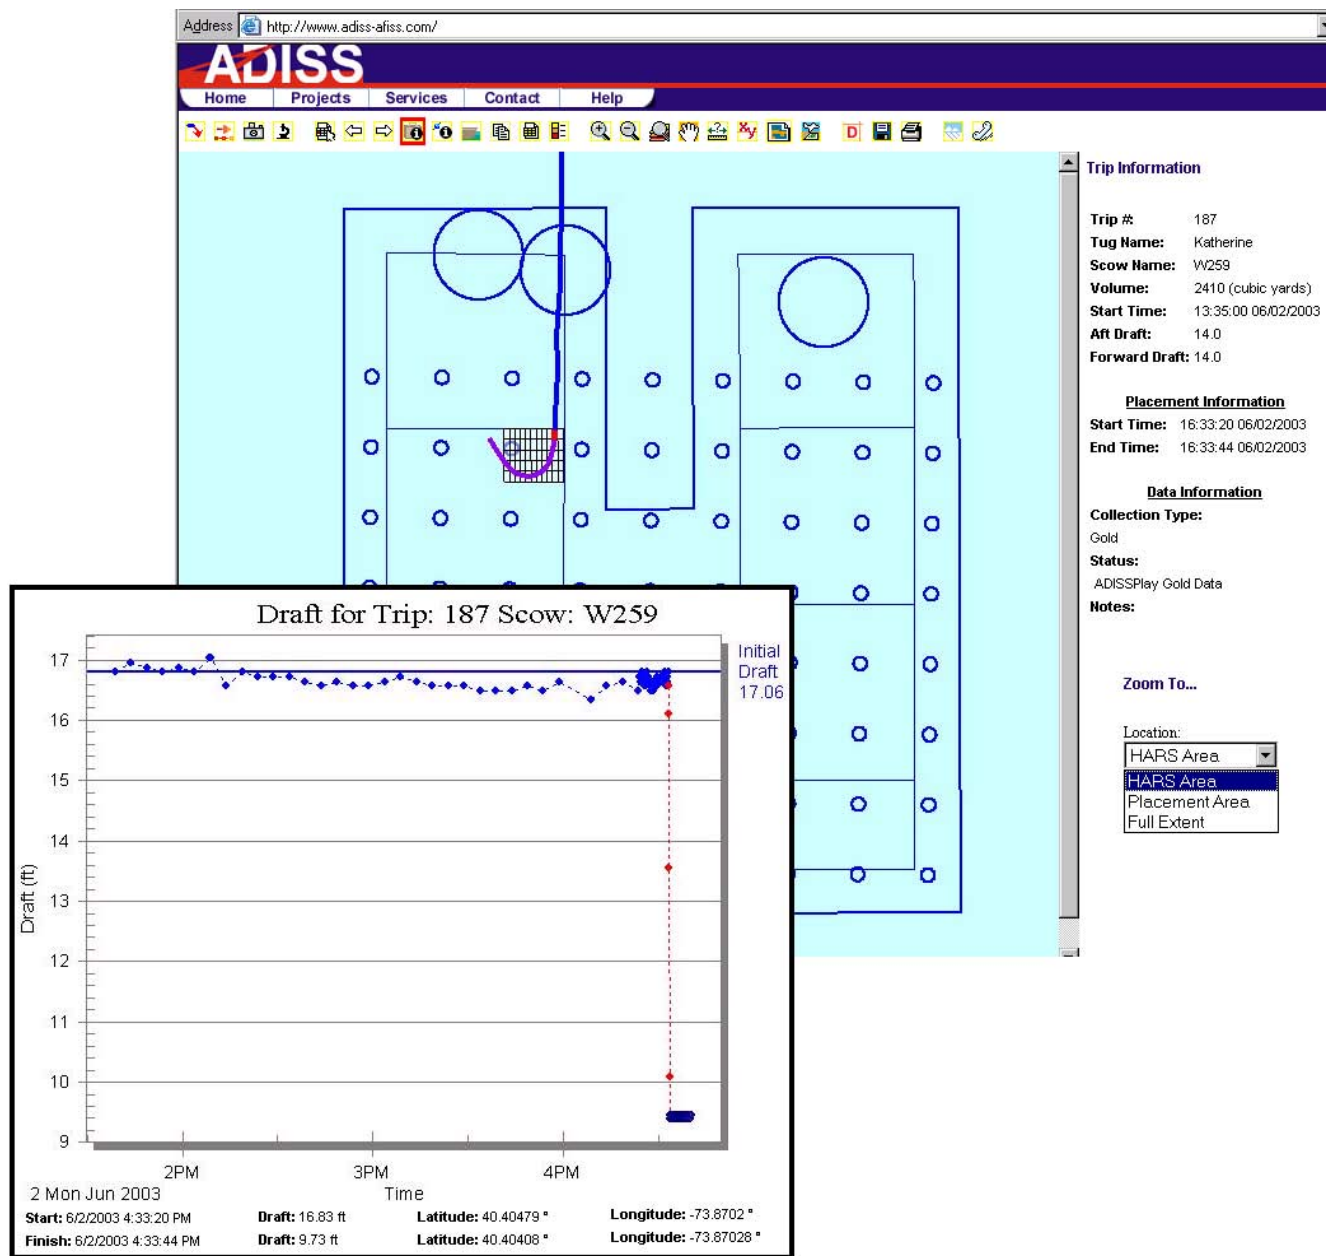 Address http://www.adiss-afiss.com/
ADISS
Home Projects Services Contact Help
Trip Information
Trip #: 187
Tug Name: Katherine
Scow Name: W259
Volume: 2410 (cubic yards)
Start Time: 13:35:00 06/02/2003
Aft Draft: 14.0
Forward Draft: 14.0
Placement Information
Start Time: 16:33:20 06/02/2003
End Time: 16:33:44 06/02/2003
Data Information
Collection Type:
Gold
Status:
ADISSPlay Gold Data
Notes:
Zoom To...
Location:
HARS Area
HARS Area
Placement Area
Full Extent
Draft for Trip: 187 Scow: W259
Initial
Draft
17.06
17
16
15
14
13
12
11
10
9
Draft (ft)
2PM 3PM 4PM
2 Mon Jun 2003 Time
Start: 6/2/2003 4:33:20 PM Draft: 16.83 ft Latitude: 40.40479 ° Longitude: -73.8702 °
Finish: 6/2/2003 4:33:44 PM Draft: 9.73 ft Latitude: 40.40408 ° Longitude: -73.87028 °